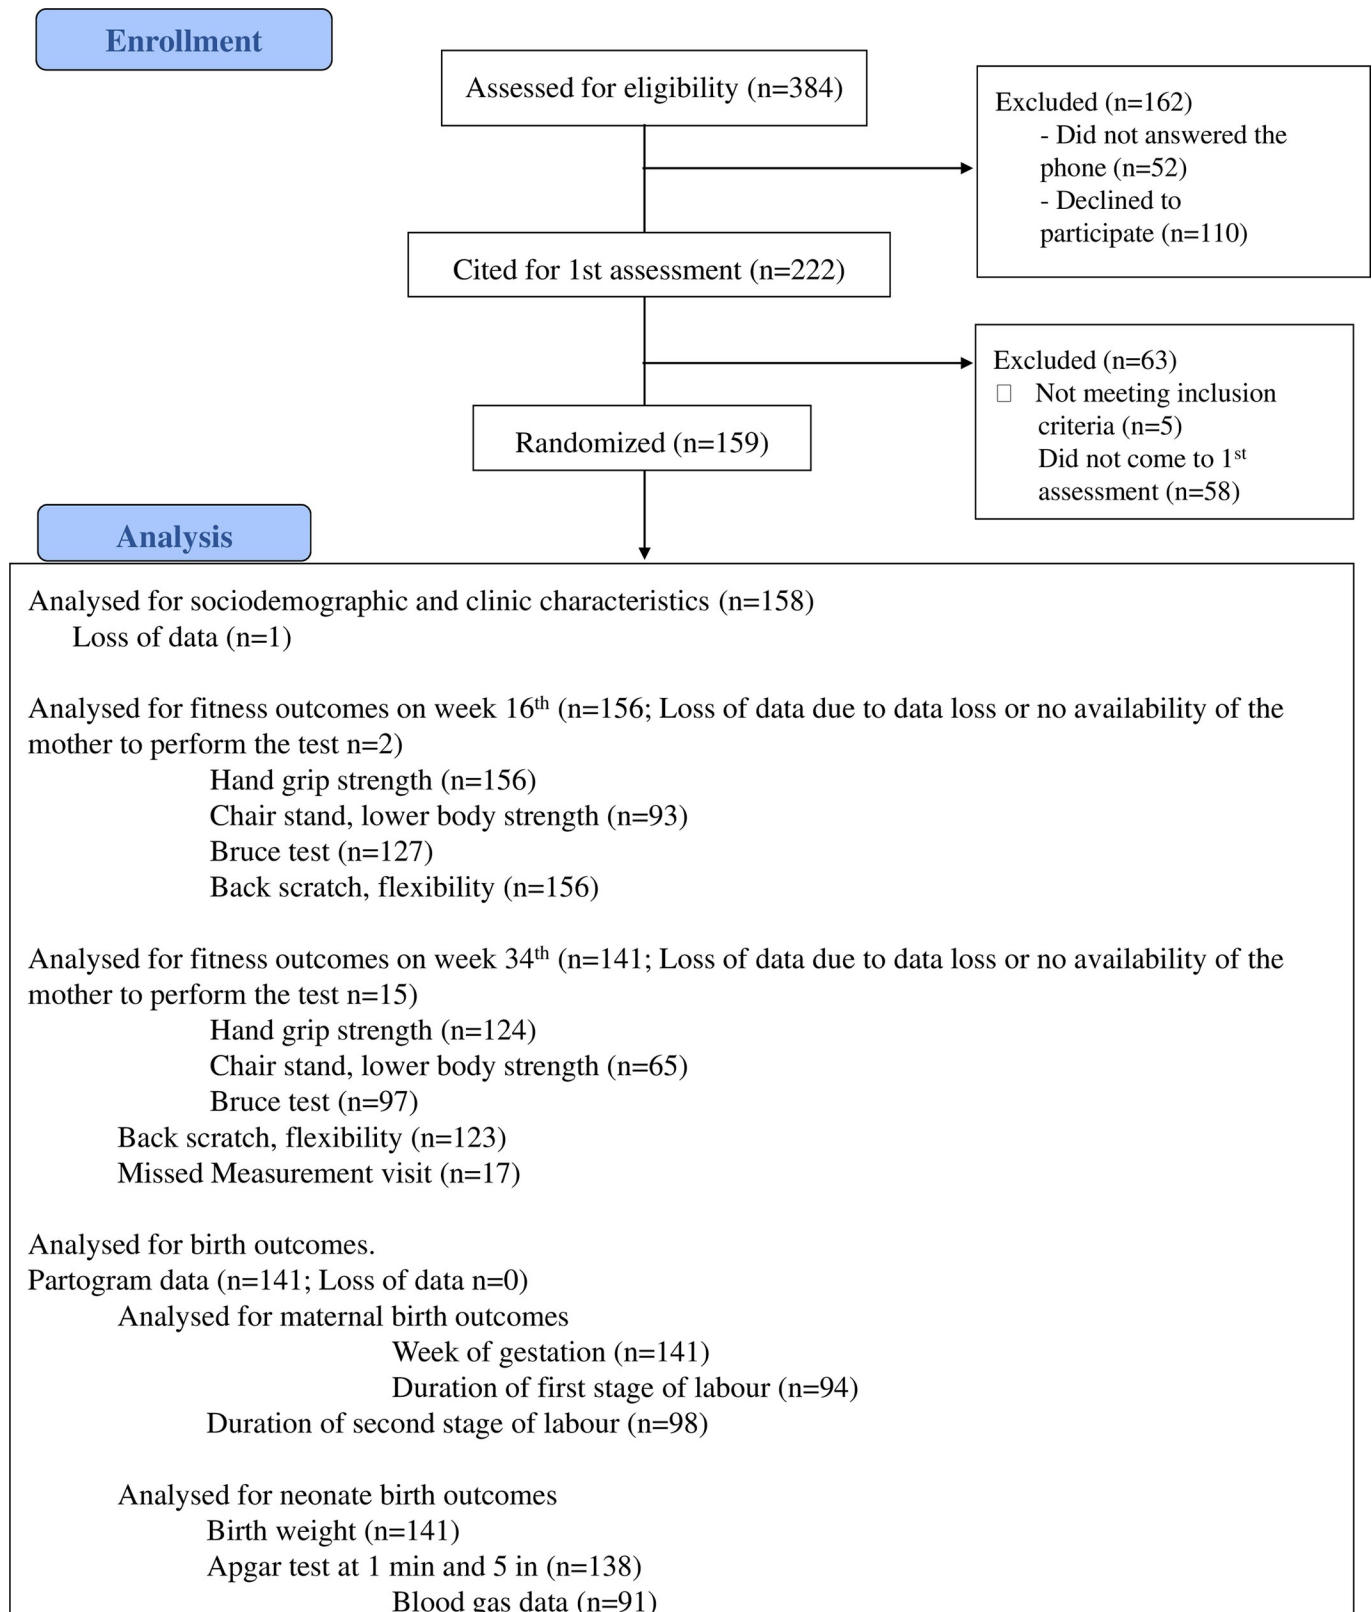 Enrollment
Assessed for eligibility (n=384)
Excluded (n=162)
- Did not answered the
phone (n=52)
- Declined to
participate (n=110)
Cited for 1st assessment (n=222)
Excluded (n=63)
Not meeting inclusion
criteria (n=5)
Did not come to 1st
assessment (n=58)
Randomized (n=159)
Analysis
Analysed for sociodemographic and clinic characteristics (n=158)
Loss of data (n=1)
Analysed for fitness outcomes on week 16th (n=156; Loss of data due to data loss or no availability of the
mother to perform the test n=2)
Hand grip strength (n=156)
Chair stand, lower body strength (n=93)
Bruce test (n=127)
Back scratch, flexibility (n=156)
Analysed for fitness outcomes on week 34th (n=141; Loss of data due to data loss or no availability of the
mother to perform the test n=15)
Hand grip strength (n=124)
Chair stand, lower body strength (n=65)
Bruce test (n=97)
Back scratch, flexibility (n=123)
Missed Measurement visit (n=17)
Analysed for birth outcomes.
Partogram data (n=141; Loss of data n=0)
Analysed for maternal birth outcomes
Week of gestation (n=141)
Duration of first stage of labour (n=94)
Duration of second stage of labour (n=98)
Analysed for neonate birth outcomes
Birth weight (n=141)
Apgar test at 1 min and 5 in (n=138)
Blood gas data (n=91)